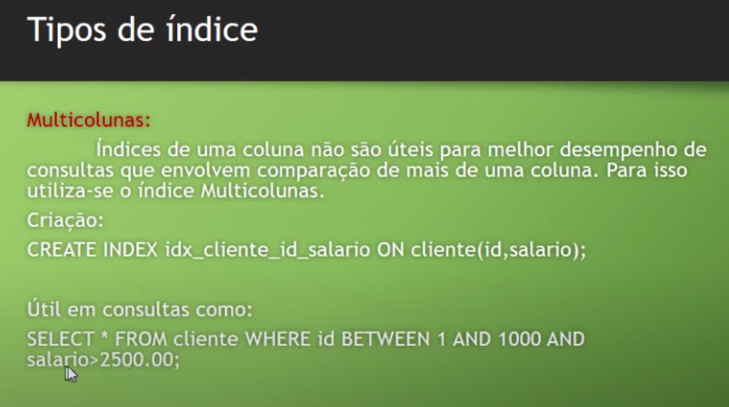 Tipos de índice
Multicolunas:
Índices de uma coluna não são úteis para melhor desempenho de
consultas que envolvem comparação de mais de uma coluna. Para isso
utiliza-se o índice Multicolunas.
Criação:
CREATE INDEX idx_cliente_id_salario ON cliente(id,salario);
Útil em consultas como:
SELECT * FROM cliente WHERE id BETWEEN 1 AND 1000 AND
salario>2500.00;